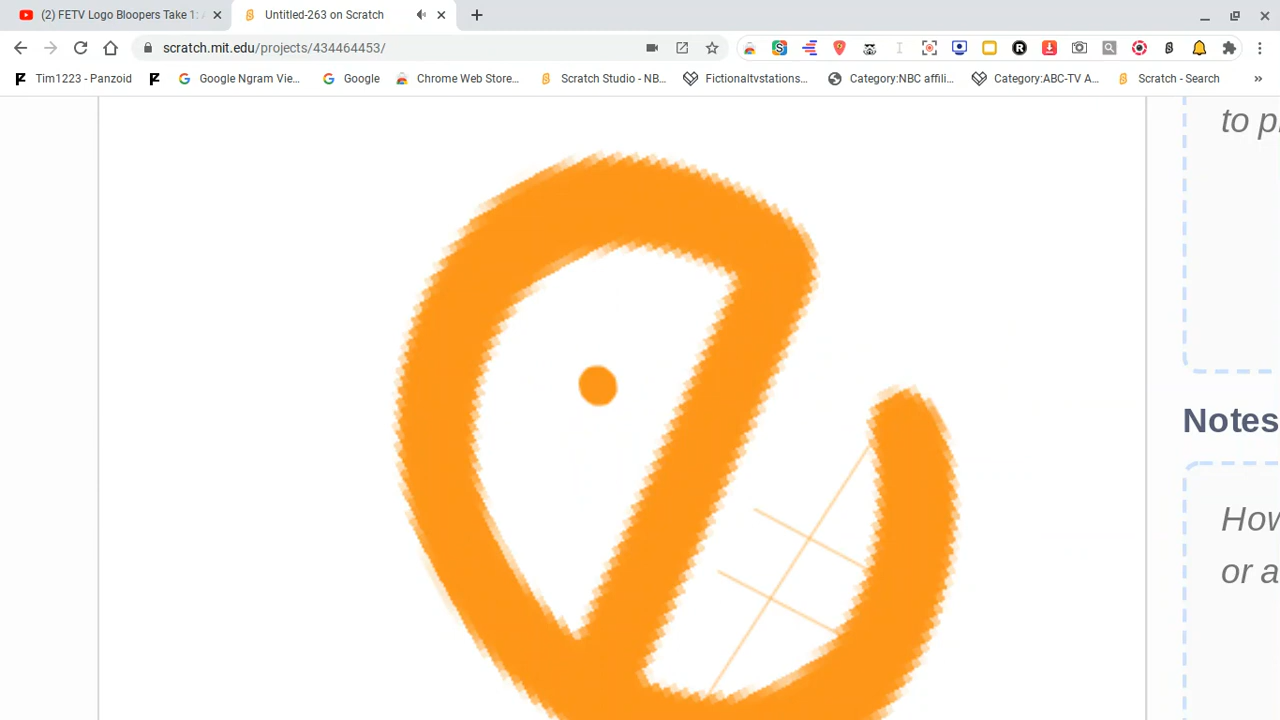 (2) FETV Logo Bloopers Take 1: A
Untitled-263 on Scratch
scratch.mit.edu/projects/434464453/
Tim1223 - Panzoid
Google Ngram Vie...
Google
Chrome Web Store...
Scratch Studio - NB...
Fictionaltvstations...
Category:NBC affili...
Category:ABC-TV A...
Scratch - Search
»
to p
Notes
How
or a